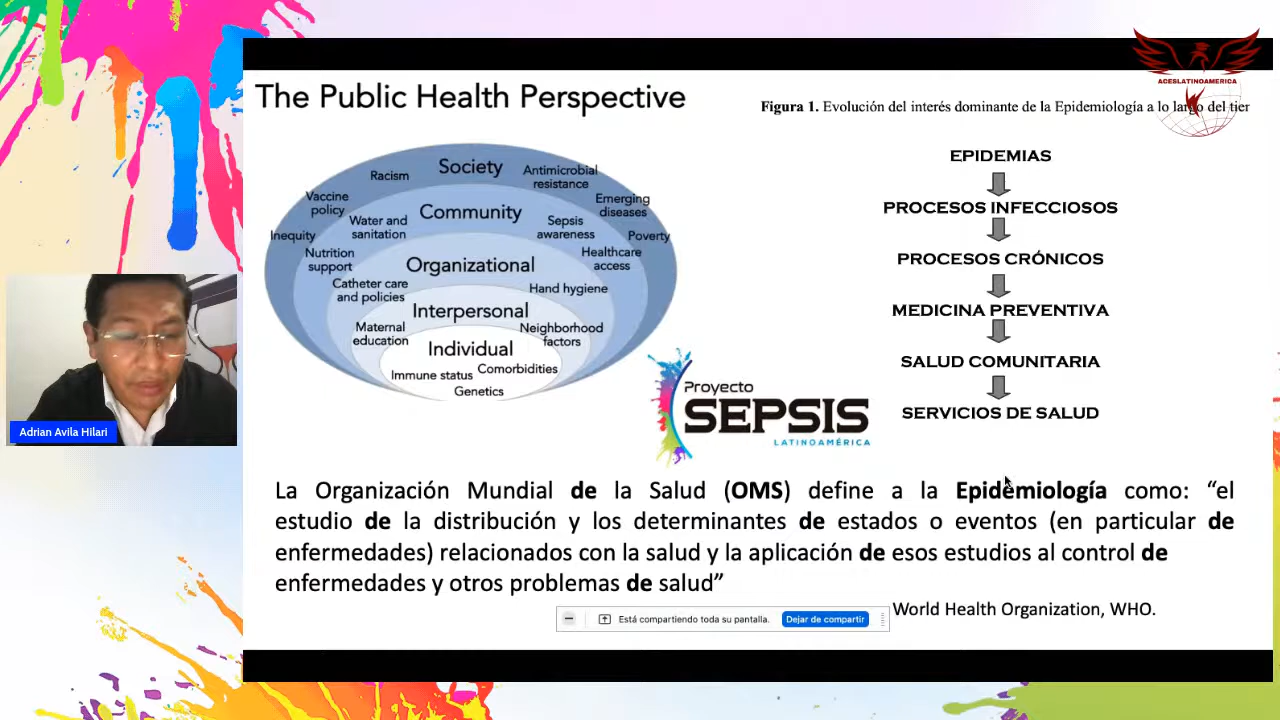 ACESLATINOAMERICA
The Public Health Perspective
Society
Racism
Antimicrobial
resistance
Vaccine
policy
Emerging
diseases
Community
Water and
sanitation
Sepsis
awareness
Inequity
Poverty
Nutrition
support
Healthcare
access
Organizational
Catheter care
and policies
Hand hygiene
Interpersonal
Maternal
education
Neighborhood
factors
Individual
Immune status
Comorbidities
Genetics
Figura 1. Evolución del interés dominante de la Epidemiología a lo largo del tier
EPIDEMIAS
PROCESOS INFECCIOSOS
PROCESOS CRÓNICOS
MEDICINA PREVENTIVA
SALUD COMUNITARIA
SERVICIOS DE SALUD
Proyecto
SEPSIS
LATINOAMÉRICA
Adrian Avila Hilari
La Organización Mundial de la Salud (OMS) define a la Epidemiología como: “el
estudio de la distribución y los determinantes de estados o eventos (en particular de
enfermedades) relacionados con la salud y la aplicación de esos estudios al control de
enfermedades y otros problemas de salud”
World Health Organization, WHO.
Está compartiendo toda su pantalla.
Dejar de compartir